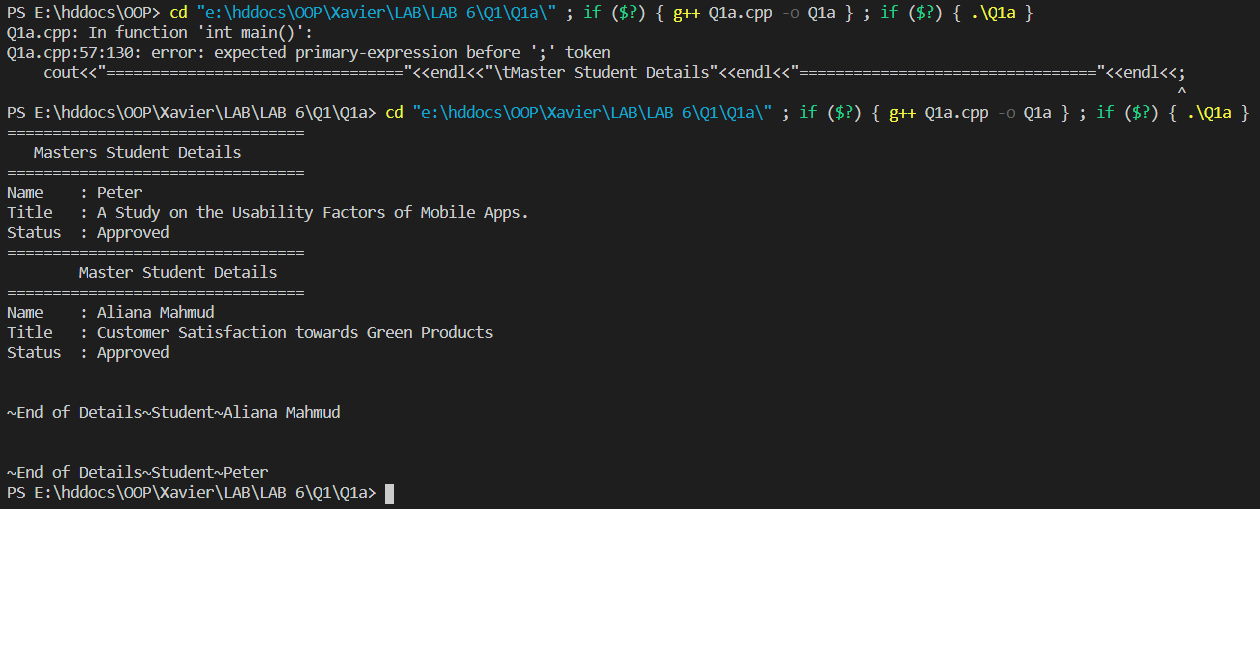 PS E:\hddocs\OOP> cd "e:\hddocs\OOP\Xavier\LAB\LAB 6\Q1\Q1a\" ; if ($?) { g++ Q1a.cpp -o Q1a } ; if ($?) { .\Q1a }
Q1a.cpp: In function 'int main()':
Q1a.cpp:57:130: error: expected primary-expression before ';' token
    cout<<"================================="<<endl<<"\tMaster Student Details"<<endl<<"================================="<<endl<<;
^
PS E:\hddocs\OOP\Xavier\LAB\LAB 6\Q1\Q1a> cd "e:\hddocs\OOP\Xavier\LAB\LAB 6\Q1\Q1a\" ; if ($?) { g++ Q1a.cpp -o Q1a } ; if ($?) { .\Q1a }
=================================
   Masters Student Details
=================================
Name    : Peter
Title   : A Study on the Usability Factors of Mobile Apps.
Status  : Approved
=================================
        Master Student Details
=================================
Name    : Aliana Mahmud
Title   : Customer Satisfaction towards Green Products
Status  : Approved
~End of Details~Student~Aliana Mahmud
~End of Details~Student~Peter
PS E:\hddocs\OOP\Xavier\LAB\LAB 6\Q1\Q1a>